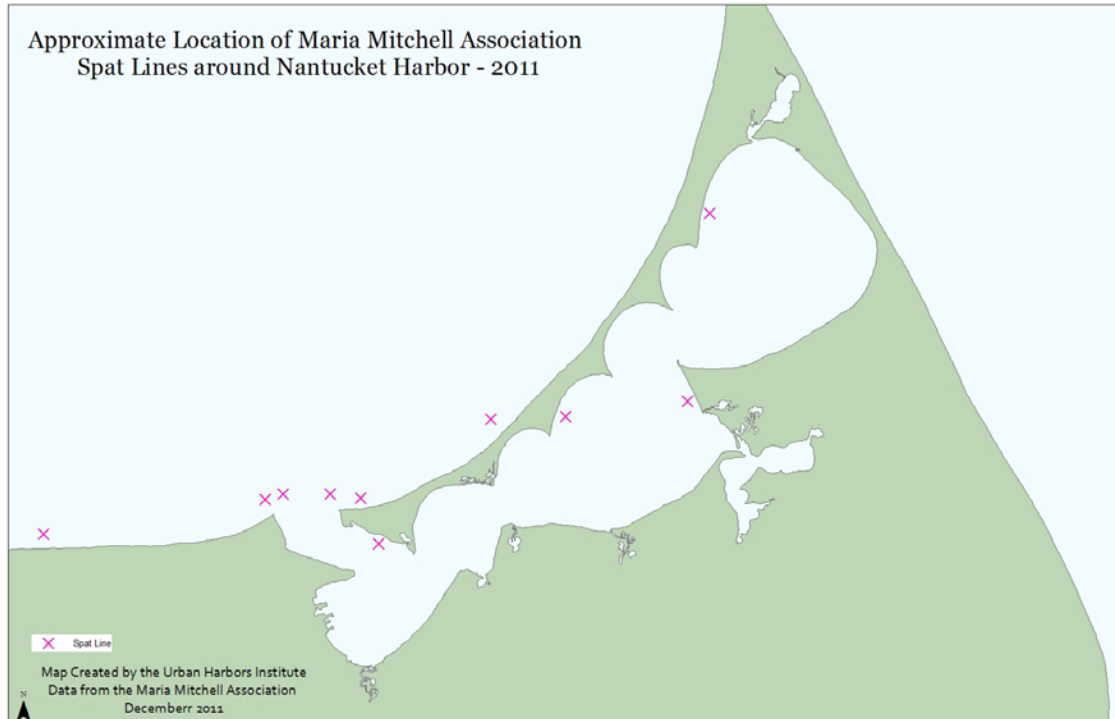 Approximate Location of Maria Mitchell Association
Spat Lines around Nantucket Harbor - 2011
Spat Line
Map Created by the Urban Harbors Institute
Data from the Maria Mitchell Association
Decemberr 2011
N